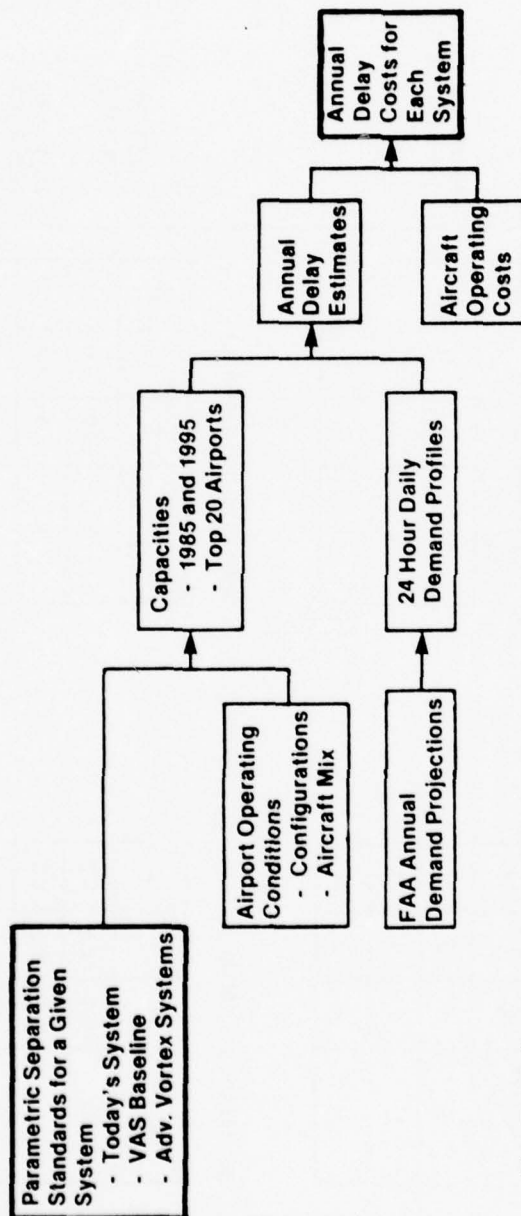 Parametric Separation
Standards for a Given
System
- Today's System
- VAS Baseline
- Adv. Vortex Systems
Airport Operating
Conditions
- Configurations
- Aircraft Mix
FAA Annual
Demand Projections
Capacities
- 1985 and 1995
- Top 20 Airports
24 Hour Daily
Demand Profiles
Annual
Delay
Estimates
Aircraft
Operating
Costs
Annual
Delay
Costs for
Each
System